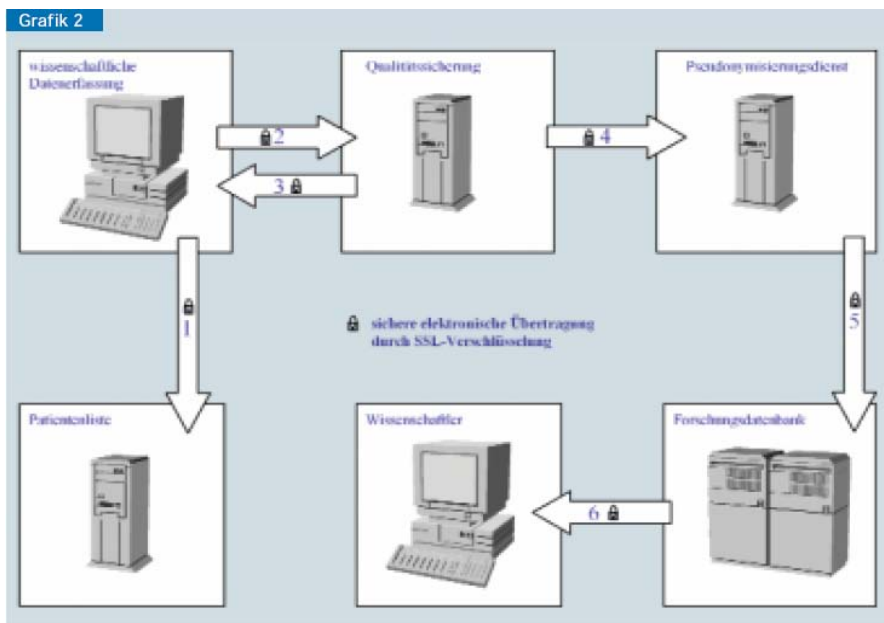 Grafik 2
wissenschaftliche
Datenerfassung
Qualitätssicherung
Pseudonymisierungsdienst
2
4
3
1
5
sichere elektronische Übertragung
durch SSL-Verschlüsselung
Patientenliste
Wissenschaftler
Forschungsdatenbank
6